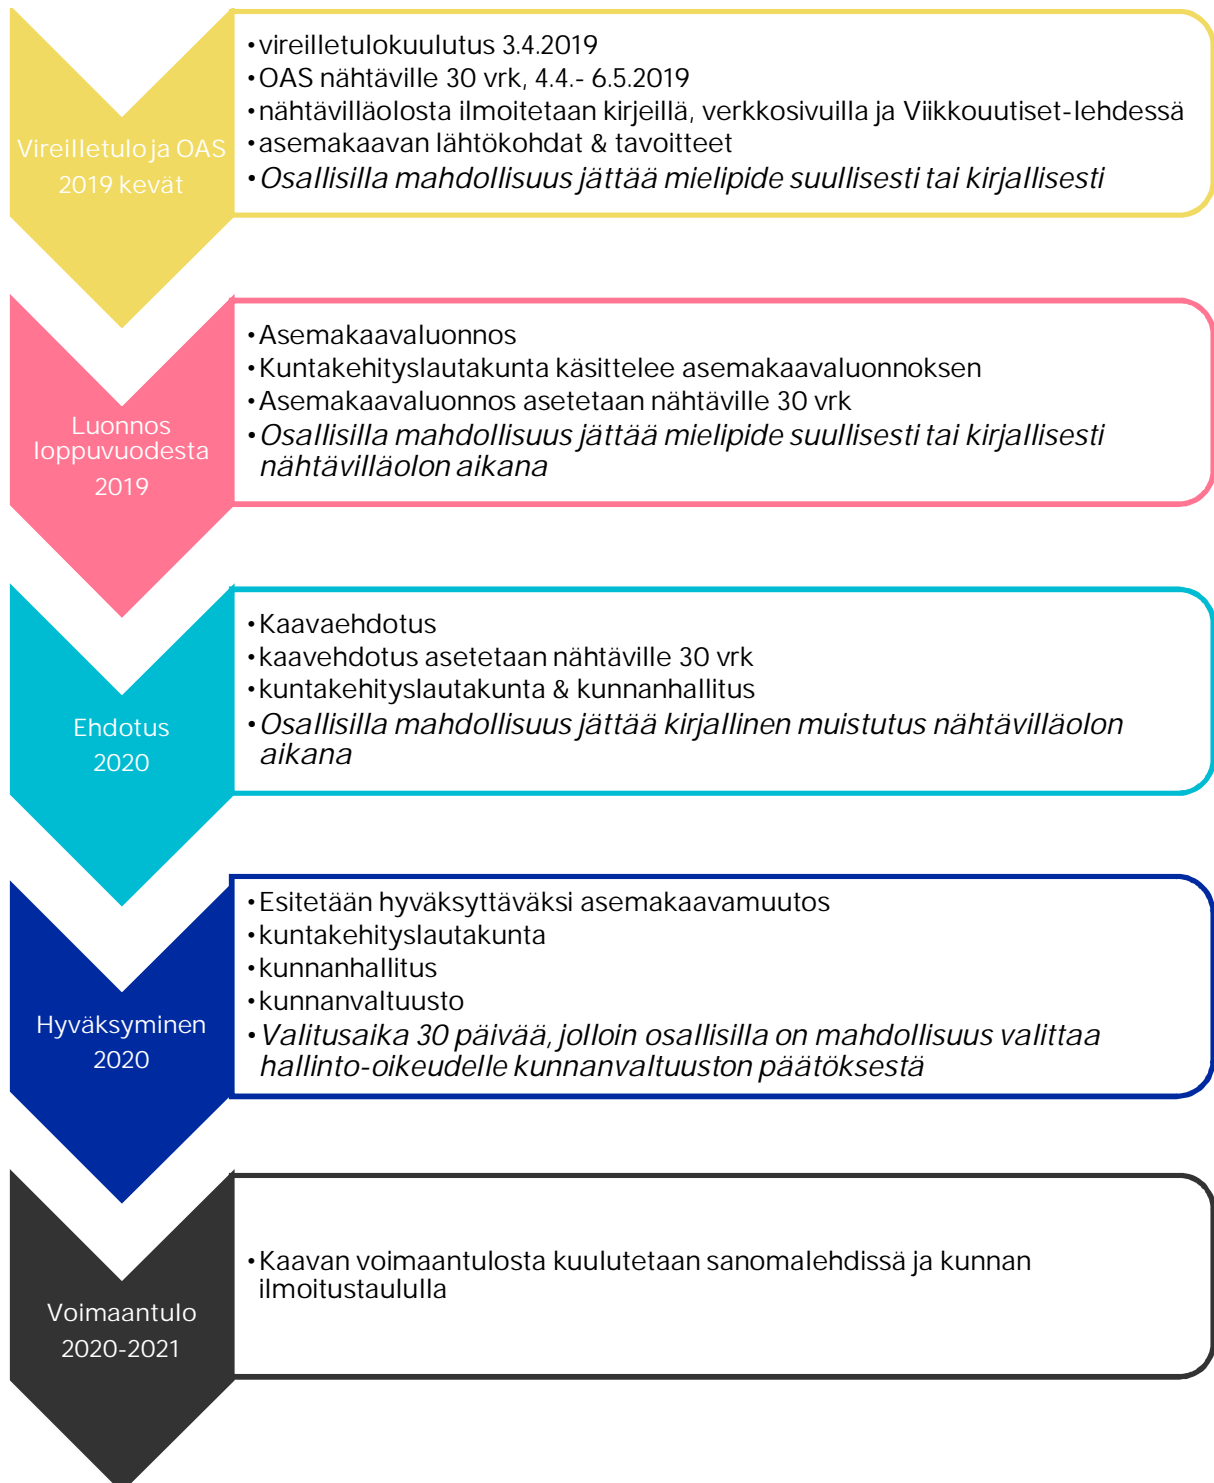 Vireilletulo ja OAS
2019 kevät
•vireilletulokuulutus 3.4.2019
•OAS nähtäville 30 vrk, 4.4.- 6.5.2019
•nähtävilläolosta ilmoitetaan kirjeillä, verkkosivuilla ja Viikkouutiset-lehdessä
•asemakaavan lähtökohdat & tavoitteet
•Osallisilla mahdollisuus jättää mielipide suullisesti tai kirjallisesti
Luonnos
loppuvuodesta
2019
•Asemakaavaluonnos
•Kuntakehityslautakunta käsittelee asemakaavaluonnoksen
•Asemakaavaluonnos asetetaan nähtäville 30 vrk
•Osallisilla mahdollisuus jättää mielipide suullisesti tai kirjallisesti
nähtävilläolon aikana
Ehdotus
2020
•Kaavaehdotus
•kaavehdotus asetetaan nähtäville 30 vrk
•kuntakehityslautakunta & kunnanhallitus
•Osallisilla mahdollisuus jättää kirjallinen muistutus nähtävilläolon
aikana
Hyväksyminen
2020
•Esitetään hyväksyttäväksi asemakaavamuutos
•kuntakehityslautakunta
•kunnanhallitus
•kunnanvaltuusto
•Valitusaika 30 päivää, jolloin osallisilla on mahdollisuus valittaa
hallinto-oikeudelle kunnanvaltuuston päätöksestä
Voimaantulo
2020-2021
•Kaavan voimaantulosta kuulutetaan sanomalehdissä ja kunnan
ilmoitustaululla